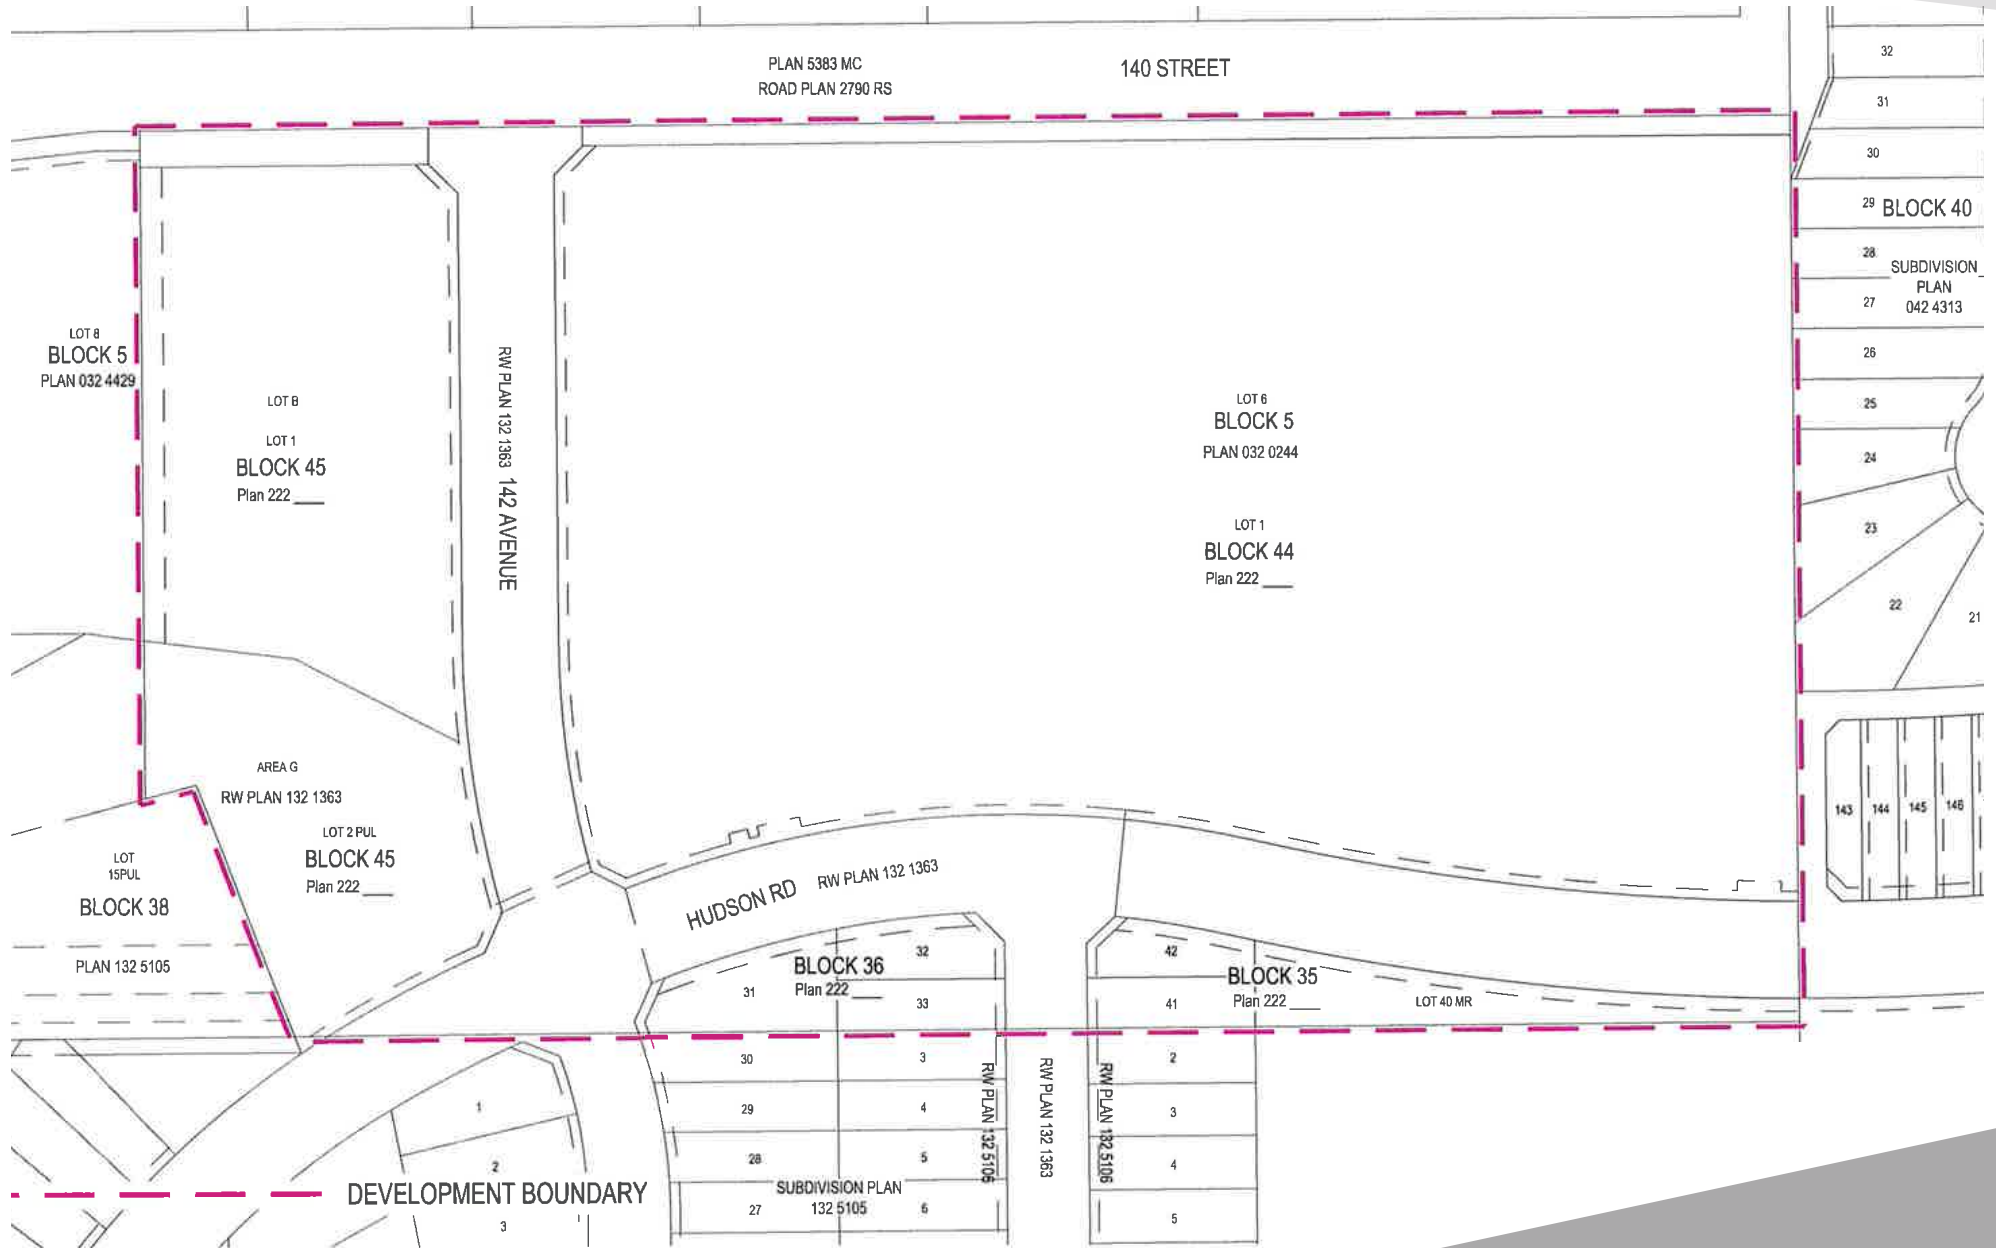 PLAN 5383 MC
ROAD PLAN 2790 RS
140 STREET
32
31
30
29
BLOCK 40
28
27
SUBDIVISION
PLAN
042 4313
26
25
24
23
22
21
LOT 8
BLOCK 5
PLAN 032 4429
LOT B
LOT 1
BLOCK 45
Plan 222 ___
RW PLAN 132 1363 142 AVENUE
LOT 6
BLOCK 5
PLAN 032 0244
LOT 1
BLOCK 44
Plan 222 ___
AREA G
RW PLAN 132 1363
LOT 2 PUL
BLOCK 45
Plan 222 ___
LOT
15PUL
BLOCK 38
PLAN 132 5105
HUDSON RD RW PLAN 132 1363
143 144 145 146
32
BLOCK 36
Plan 222 ___
31
33
42
BLOCK 35
Plan 222 ___
41
LOT 40 MR
30
3
29
4
28
5
SUBDIVISION PLAN
132 5105
27
6
RW PLAN 132 5106
RW PLAN 132 1363
RW PLAN 132 5106
2
3
4
5
1
2
3
DEVELOPMENT BOUNDARY